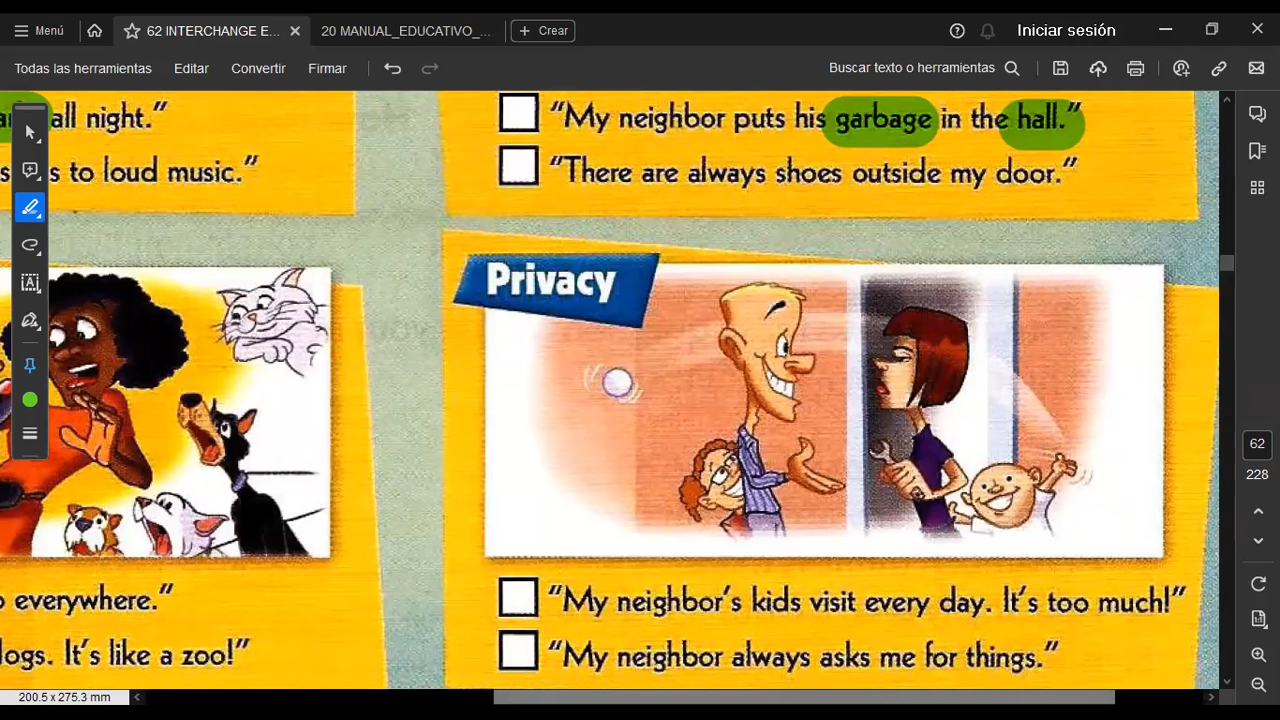 Menú
62 INTERCHANGE E...
20 MANUAL_EDUCATIVO_...
Crear
Iniciar sesión
Todas las herramientas
Editar
Convertir
Firmar
Buscar texto o herramientas
all night.”
to loud music.”
“My neighbor puts his garbage in the hall.”
“There are always shoes outside my door.”
Privacy
everywhere.”
It’s like a zoo!”
“My neighbor’s kids visit every day. It’s too much!”
“My neighbor always asks me for things.”
62
228
200.5 x 275.3 mm